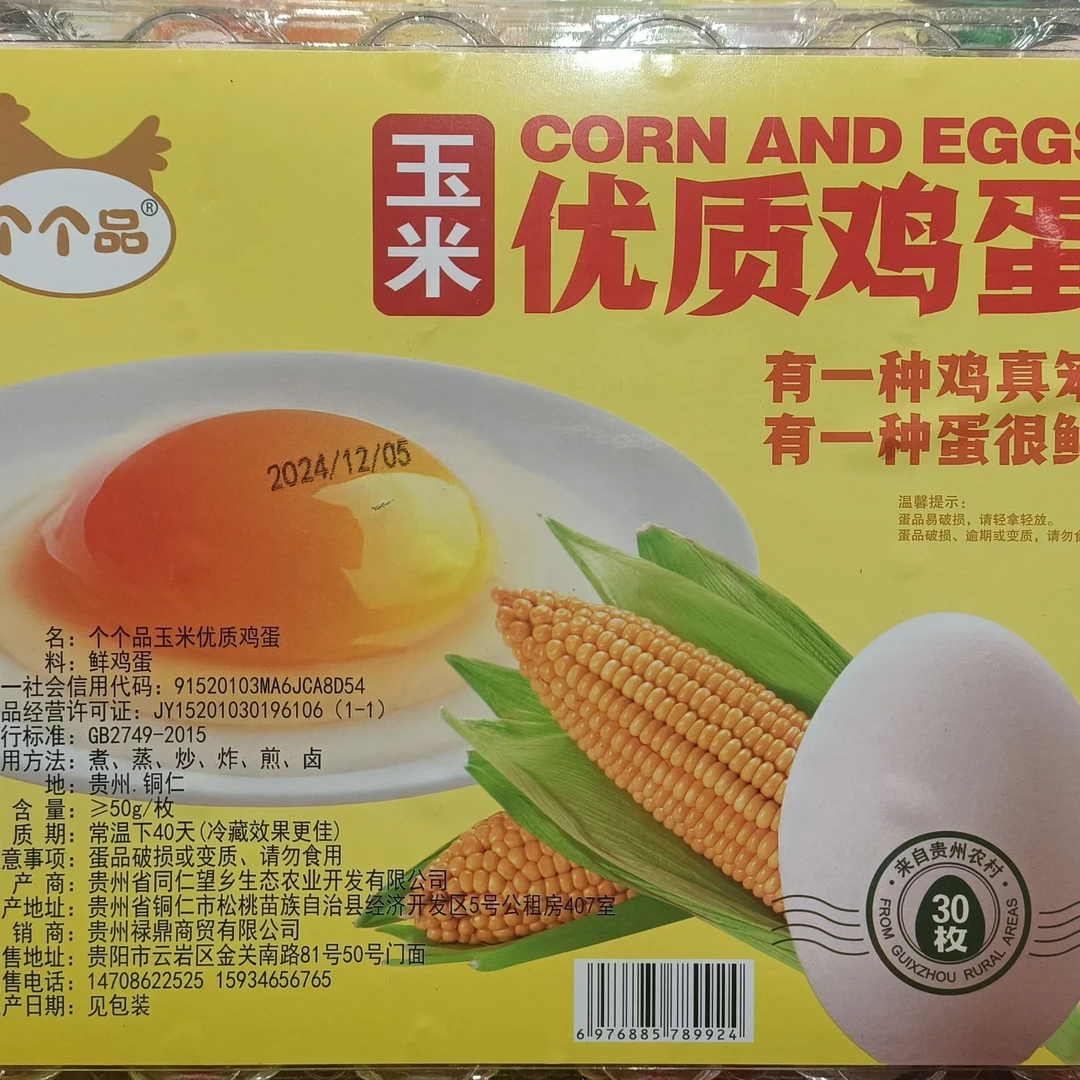 个个品®
玉米
CORN AND EGGS
优质鸡蛋
有一种鸡真笨
有一种蛋很鲜
2024/12/05
温馨提示：
蛋品易破损，请轻拿轻放。
蛋品破损、逾期或变质，请勿食
名：个个品玉米优质鸡蛋
料：鲜鸡蛋
一社会信用代码：91520103MA6JCA8D54
品经营许可证：JY15201030196106（1-1）
行标准：GB2749-2015
用方法：煮、蒸、炒、炸、煎、卤
地：贵州.铜仁
含 量：≥50g/枚
质 期：常温下40天(冷藏效果更佳)
意事项：蛋品破损或变质、请勿食用
产 商：贵州省同仁望乡生态农业开发有限公司
产地址：贵州省铜仁市松桃苗族自治县经济开发区5号公租房407室
销 商：贵州禄鼎商贸有限公司
售地址：贵阳市云岩区金关南路81号50号门面
售电话：14708622525 15934656765
产日期：见包装
·来自贵州农村·
30
枚
FROM GUIXZHOU RURAL AREAS
6 976885 789924